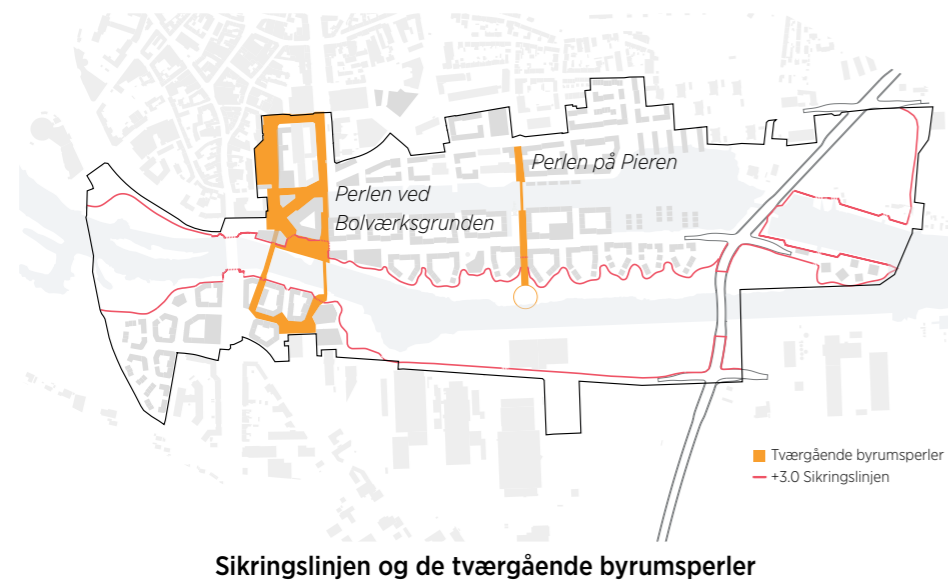 Perlen på Pieren
Perlen ved
Bolværksgrunden
Tværgående byrumsperler
+3.0 Sikringslinjen
Sikringslinjen og de tværgående byrumsperler